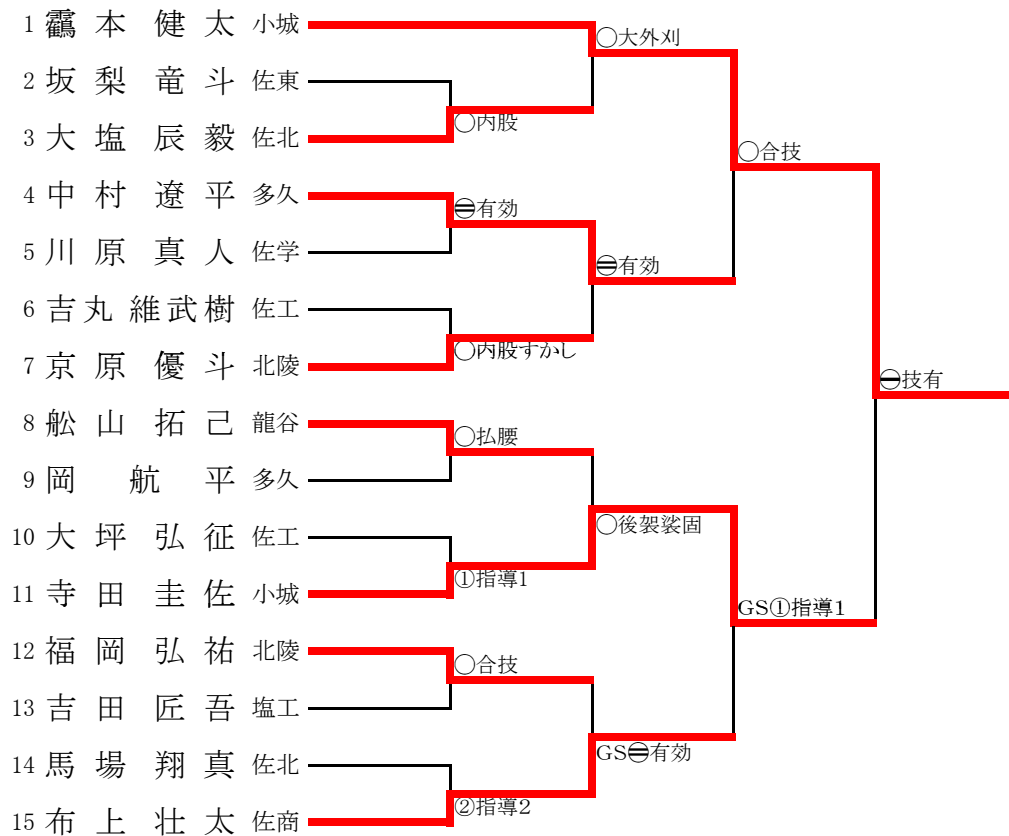 1 靍本 健太 小城
○大外刈
2 坂梨 竜斗 佐東
○内股
3 大塩 辰毅 佐北
○合技
4 中村 遼平 多久
有効
5 川原 真人 佐学
有効
6 吉丸 維武樹 佐工
○内股すかし
7 京原 優斗 北陵
技有
8 舩山 拓己 龍谷
○払腰
9 岡 航平 多久
○後袈裟固
10 大坪 弘征 佐工
①指導1
11 寺田 圭佐 小城
GS①指導1
12 福岡 弘祐 北陵
○合技
13 吉田 匠吾 塩工
GS 有効
14 馬場 翔真 佐北
②指導2
15 布上 壮太 佐商